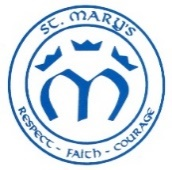 ST. MARY'S
RESPECT - FAITH - COURAGE